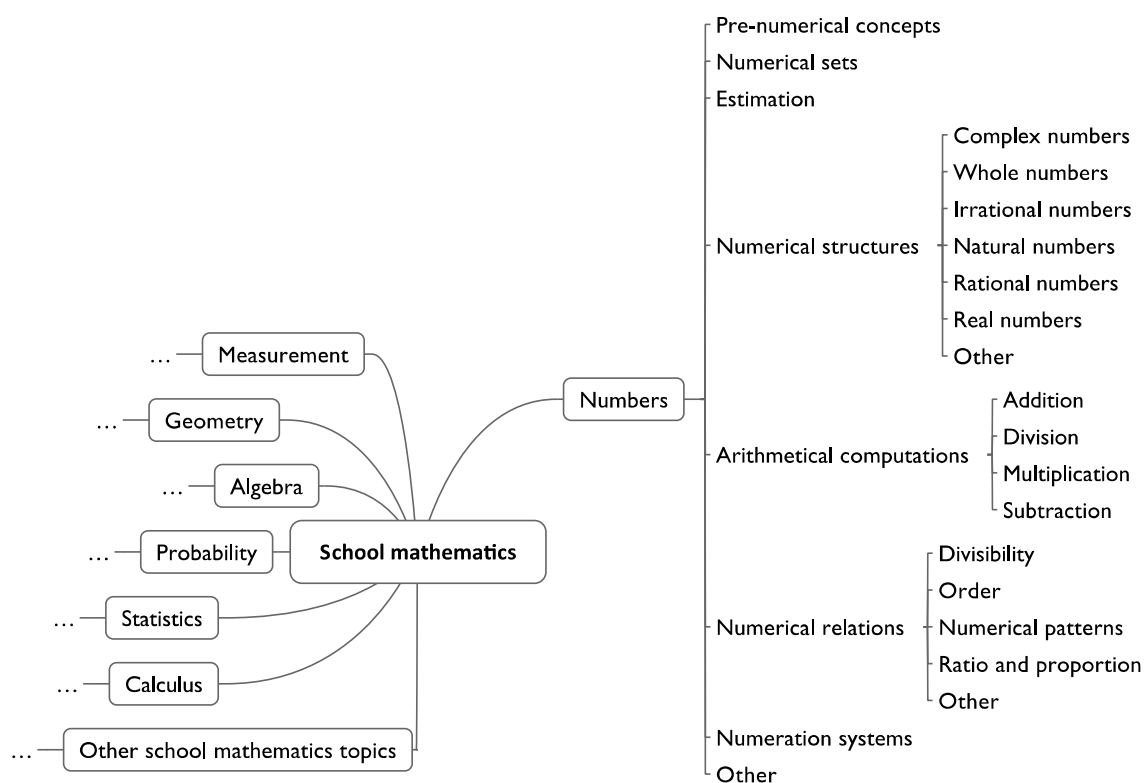 Pre-numerical concepts
Numerical sets
Estimation
Numerical structures
Complex numbers
Whole numbers
Irrational numbers
Natural numbers
Rational numbers
Real numbers
Other
Arithmetical computations
Addition
Division
Multiplication
Subtraction
Numerical relations
Divisibility
Order
Numerical patterns
Ratio and proportion
Other
Numeration systems
Other
Numbers
School mathematics
... Measurement
... Geometry
... Algebra
... Probability
... Statistics
... Calculus
... Other school mathematics topics